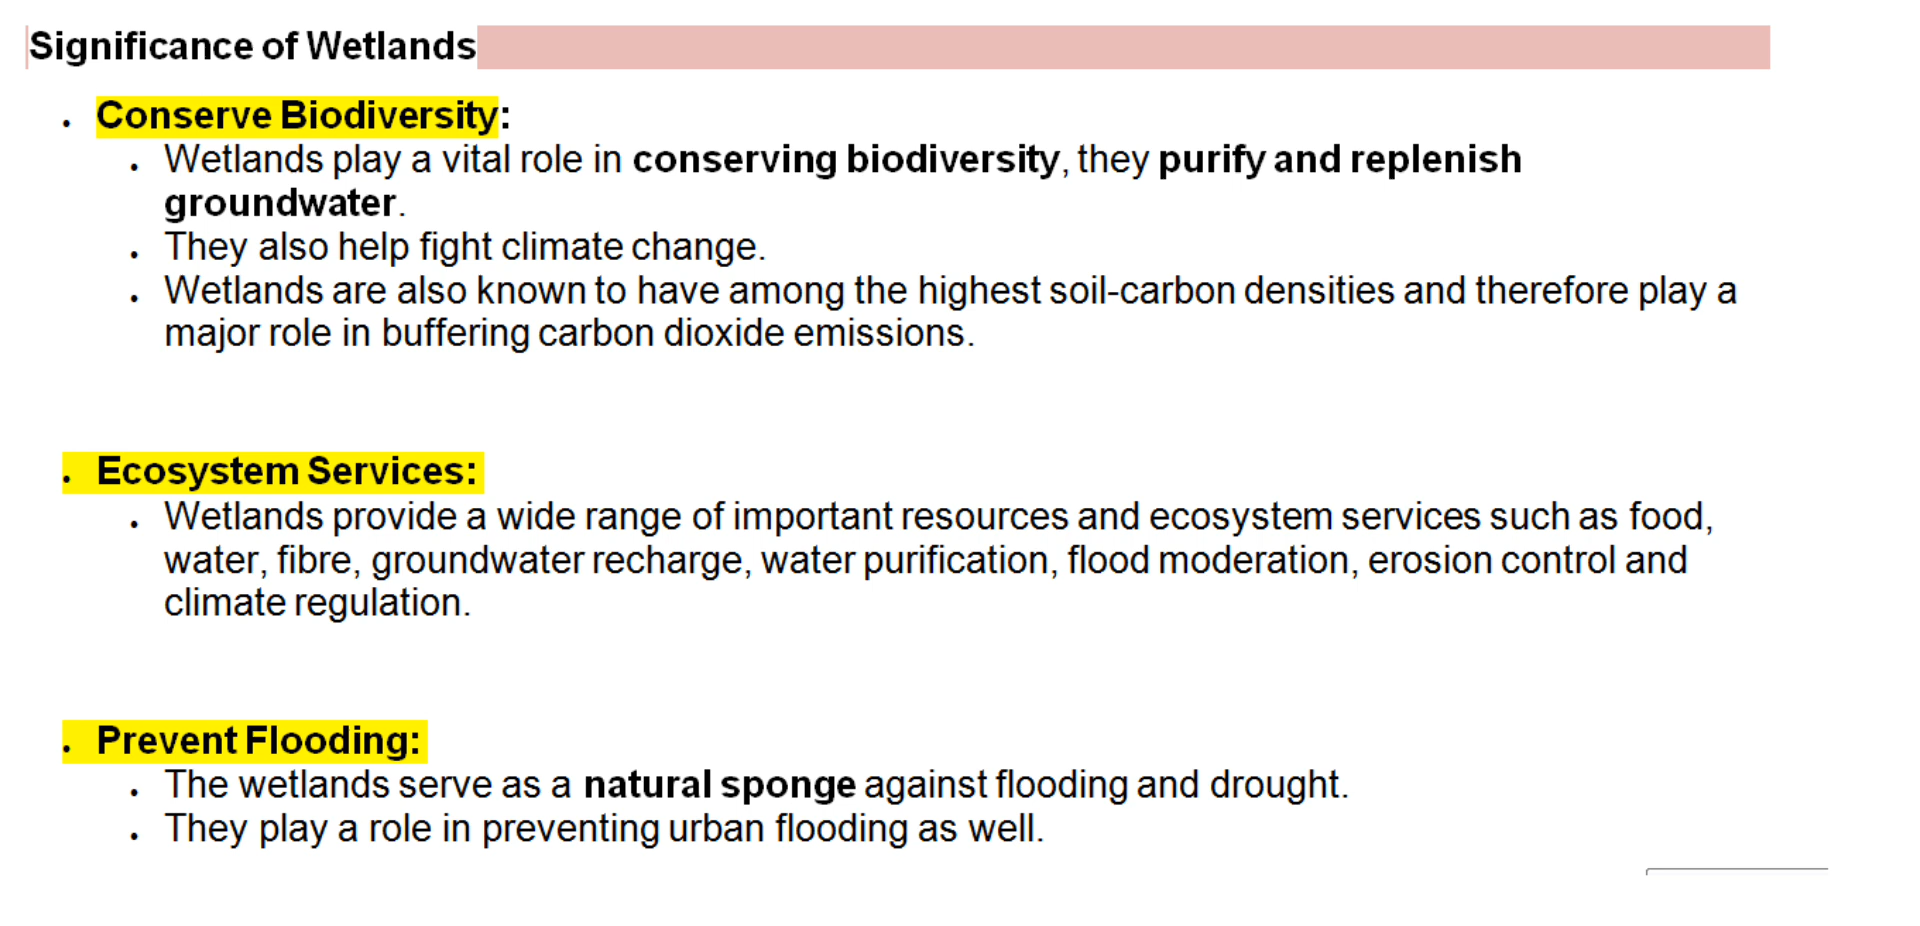 Significance of Wetlands
• Conserve Biodiversity:
• Wetlands play a vital role in conserving biodiversity, they purify and replenish
groundwater.
• They also help fight climate change.
• Wetlands are also known to have among the highest soil-carbon densities and therefore play a
major role in buffering carbon dioxide emissions.
• Ecosystem Services:
• Wetlands provide a wide range of important resources and ecosystem services such as food,
water, fibre, groundwater recharge, water purification, flood moderation, erosion control and
climate regulation.
• Prevent Flooding:
• The wetlands serve as a natural sponge against flooding and drought.
• They play a role in preventing urban flooding as well.